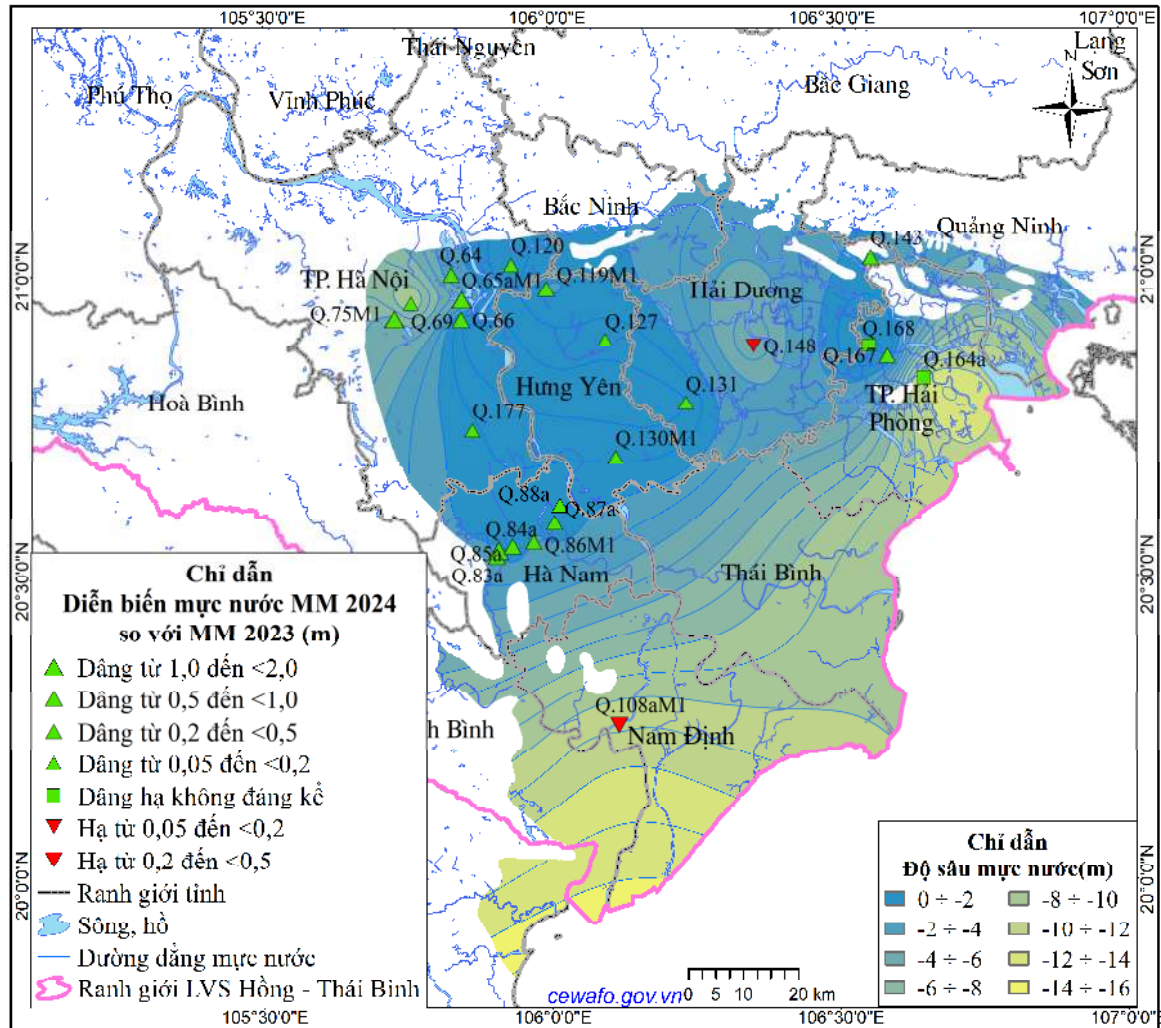 105°30'0"E
106°0'0"E
106°30'0"E
107°0'0"E
Thái Nguyên
Lạng
Sơn
N
Phú Thọ
Vĩnh Phúc
Bắc Giang
Bắc Ninh
Quảng Ninh
Q.143
Q.120
Q.64
21°0'0"N
21°0'0"N
TP. Hà Nội
Q.65aM1
Q.119M1
Hải Dương
Q.75M1
Q.69
Q.66
Q.127
Q.168
Q.148
Q.167
Q.164a
Hưng Yên
Q.131
TP. Hải
Phòng
Hoà Bình
Q.177
Q.130M1
Q.88a
Q.87a
Q.84a
Q.85a
Q.86M1
Q.83a
Hà Nam
Thái Bình
20°30'0"N
20°30'0"N
Q.108aM1
h Bình
Nam Định
20°0'0"N
20°0'0"N
Chỉ dẫn
Diễn biến mực nước MM 2024
so với MM 2023 (m)
Dâng từ 1,0 đến <2,0
Dâng từ 0,5 đến <1,0
Dâng từ 0,2 đến <0,5
Dâng từ 0,05 đến <0,2
Dâng hạ không đáng kể
Hạ từ 0,05 đến <0,2
Hạ từ 0,2 đến <0,5
Ranh giới tỉnh
Sông, hồ
Đường đẳng mực nước
Ranh giới LVS Hồng - Thái Bình
Chỉ dẫn
Độ sâu mực nước(m)
0 ÷ -2
-8 ÷ -10
-2 ÷ -4
-10 ÷ -12
-4 ÷ -6
-12 ÷ -14
-6 ÷ -8
-14 ÷ -16
cewafo.gov.vn
0 5 10 20 km
105°30'0"E
106°0'0"E
106°30'0"E
107°0'0"E